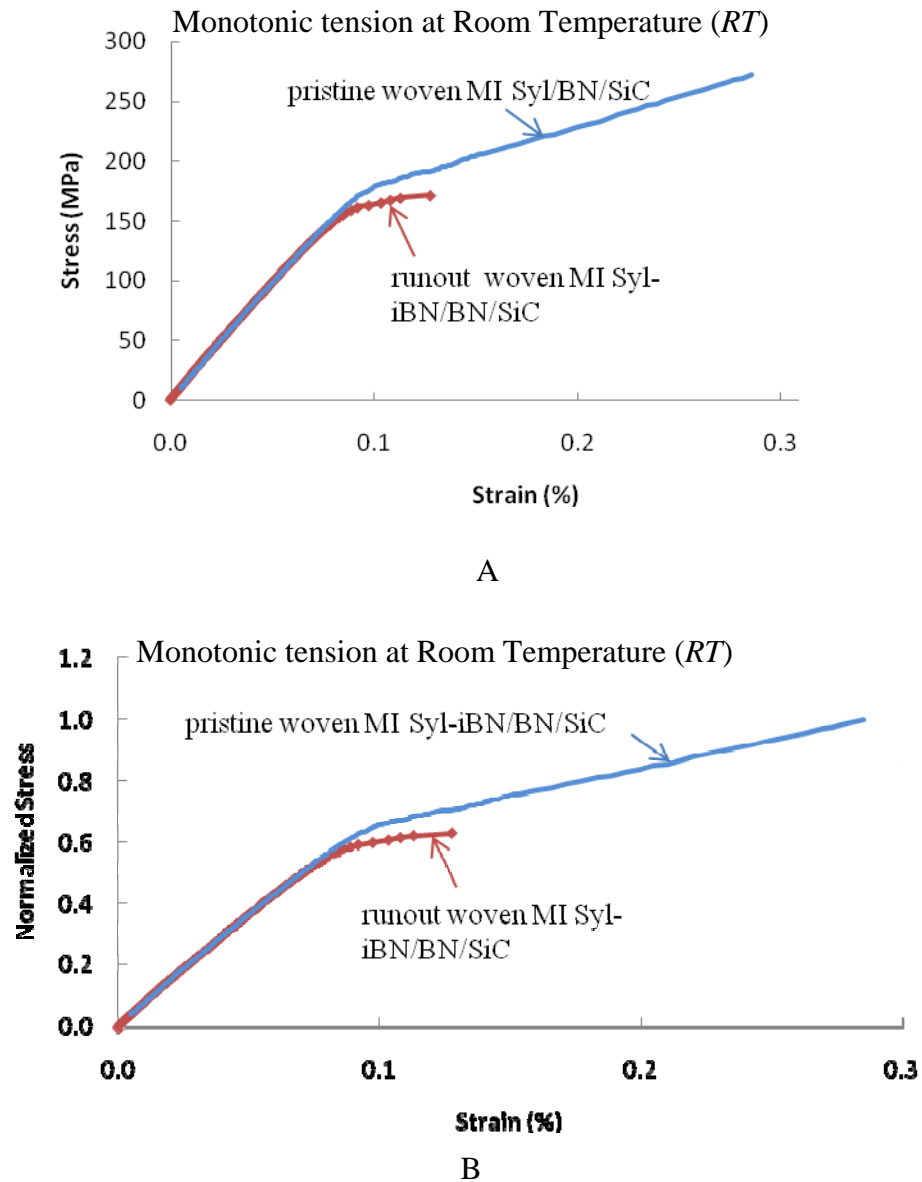 Monotonic tension at Room Temperature (RT)
300
250
200
150
100
50
0
Stress (MPa)
pristine woven MI Syl/BN/SiC
runout woven MI Syl-
iBN/BN/SiC
0.0 0.1 0.2 0.3
Strain (%)
A
Monotonic tension at Room Temperature (RT)
1.2
1.0
0.8
0.6
0.4
0.2
0.0
Normalized Stress
pristine woven MI Syl-iBN/BN/SiC
runout woven MI Syl-
iBN/BN/SiC
0.0 0.1 0.2 0.3
Strain (%)
B